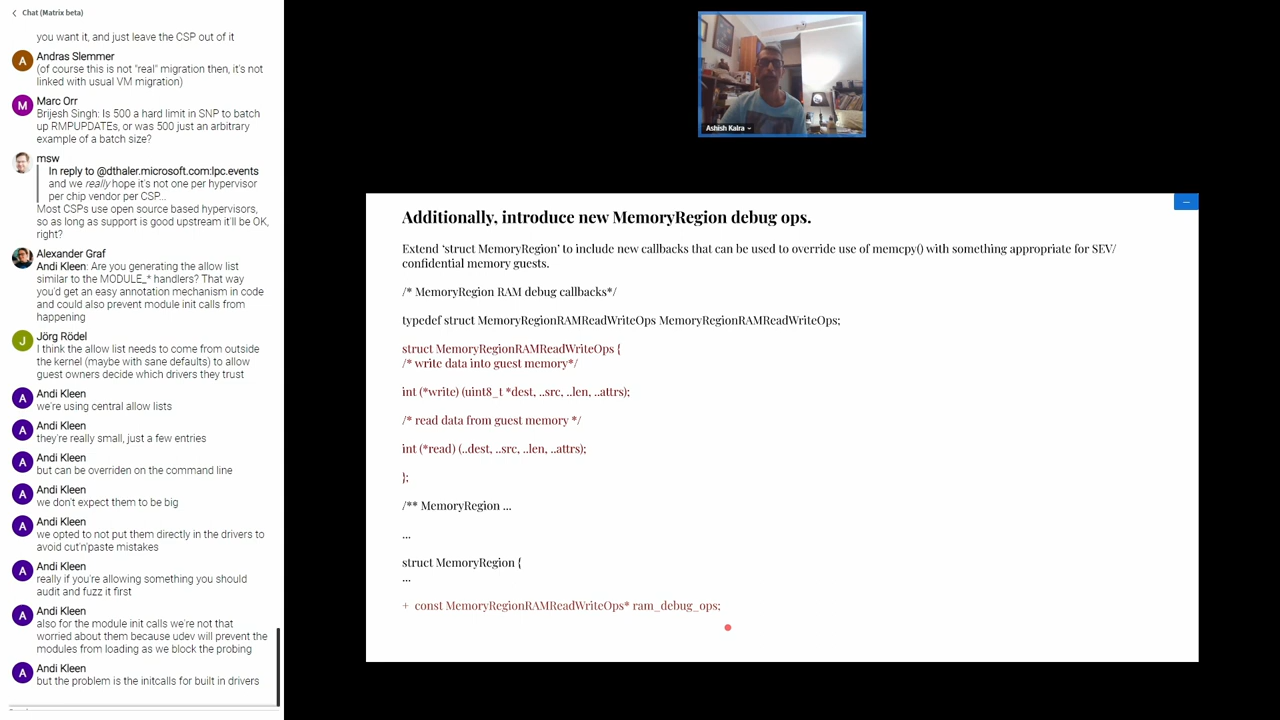 Chat (Matrix beta)
you want it, and just leave the CSP out of it
A
Andras Slemmer
(of course this is not "real" migration then, it's not
linked with usual VM migration)
M
Marc Orr
Brijesh Singh: Is 500 a hard limit in SNP to batch
up RMPUPDATEs, or was 500 just an arbitrary
example of a batch size?
msw
In reply to @dthaler.microsoft.com:lpc.events
and we really hope it's not one per hypervisor
per chip vendor per CSP...
Most CSPs use open source based hypervisors,
so as long as support is good upstream it'll be OK,
right?
Alexander Graf
Andi Kleen: Are you generating the allow list
similar to the MODULE_* handlers? That way
you'd get an easy annotation mechanism in code
and could also prevent module init calls from
happening
J
Jörg Rödel
I think the allow list needs to come from outside
the kernel (maybe with sane defaults) to allow
guest owners decide which drivers they trust
A
Andi Kleen
we're using central allow lists
A
Andi Kleen
they're really small, just a few entries
A
Andi Kleen
but can be overriden on the command line
A
Andi Kleen
we don't expect them to be big
A
Andi Kleen
we opted to not put them directly in the drivers to
avoid cut'n'paste mistakes
A
Andi Kleen
really if you're allowing something you should
audit and fuzz it first
A
Andi Kleen
also for the module init calls we're not that
worried about them because udev will prevent the
modules from loading as we block the probing
A
Andi Kleen
but the problem is the initcalls for built in drivers
Ashish Kalra
Additionally, introduce new MemoryRegion debug ops.
Extend ‘struct MemoryRegion’ to include new callbacks that can be used to override use of memcpy() with something appropriate for SEV/
confidential memory guests.
/* MemoryRegion RAM debug callbacks*/
typedef struct MemoryRegionRAMReadWriteOps MemoryRegionRAMReadWriteOps;
struct MemoryRegionRAMReadWriteOps {
/* write data into guest memory*/
int (*write) (uint8_t *dest, ..src, ..len, ..attrs);
/* read data from guest memory */
int (*read) (..dest, ..src, ..len, ..attrs);
};
/** MemoryRegion ...
...
struct MemoryRegion {
...
+ const MemoryRegionRAMReadWriteOps* ram_debug_ops;